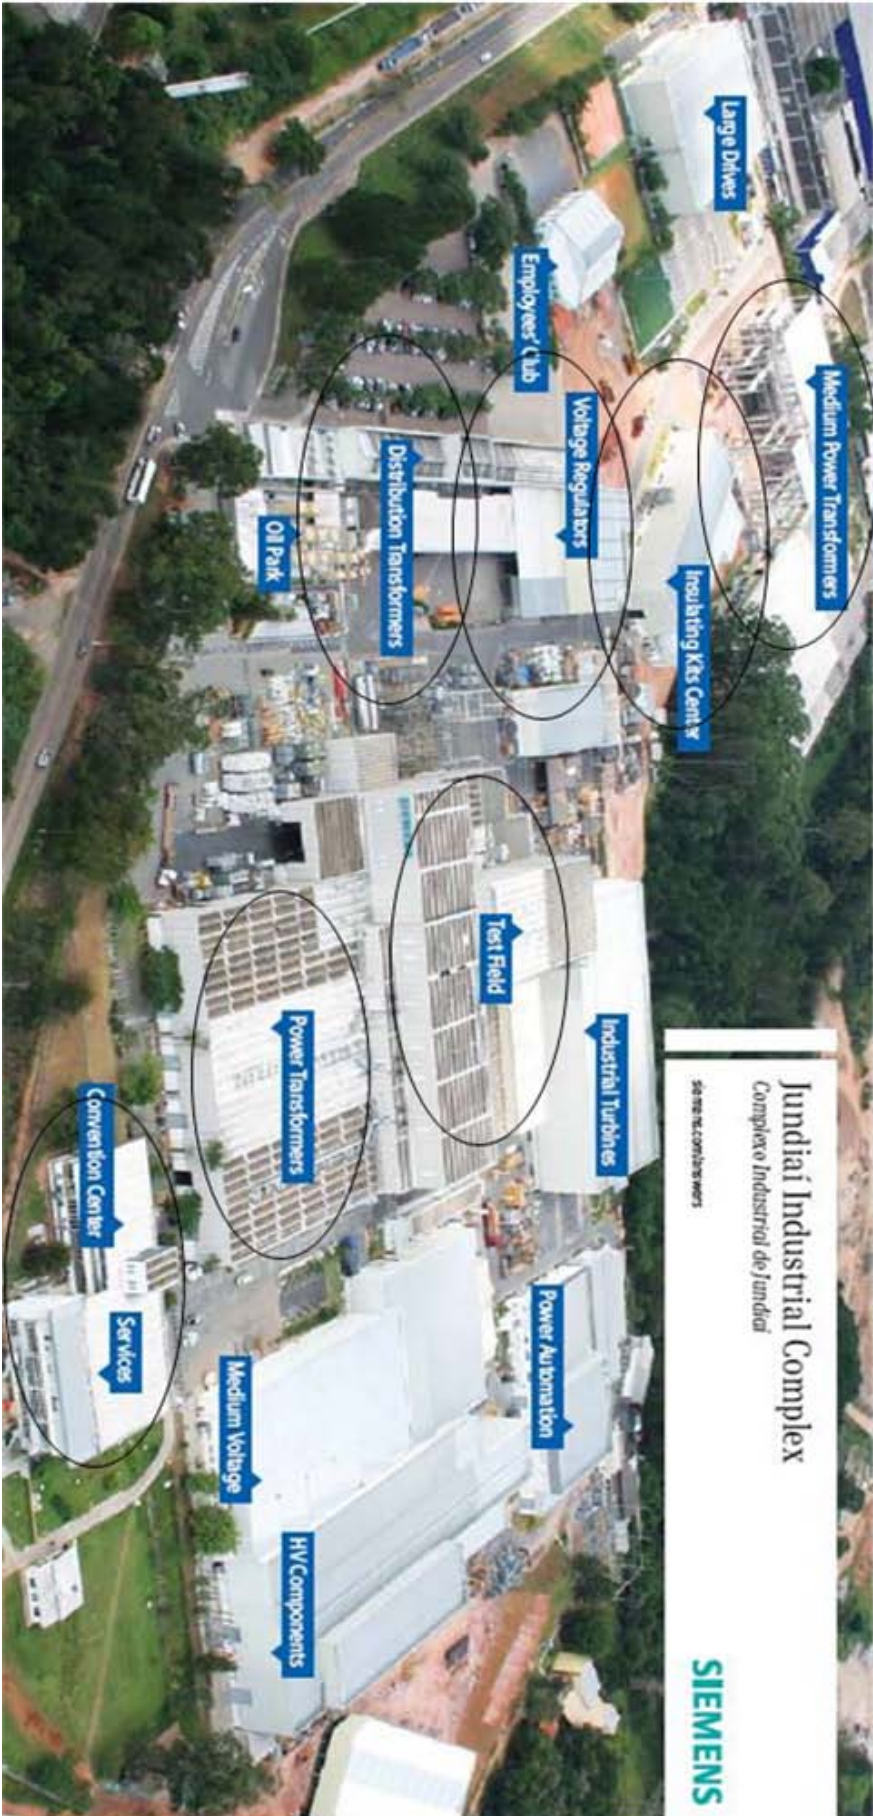 Jundiaí Industrial Complex
Complexo Industrial de Jundiaí
siemens.com/answers
SIEMENS
Medium Power Transformers
Large Drives
Insulating Kits Center
Industrial Turbines
Voltage Regulators
Power Automation
Employees' Club
Test Field
Distribution Transformers
Power Transformers
HV Components
Oil Park
Medium Voltage
Services
Convention Center